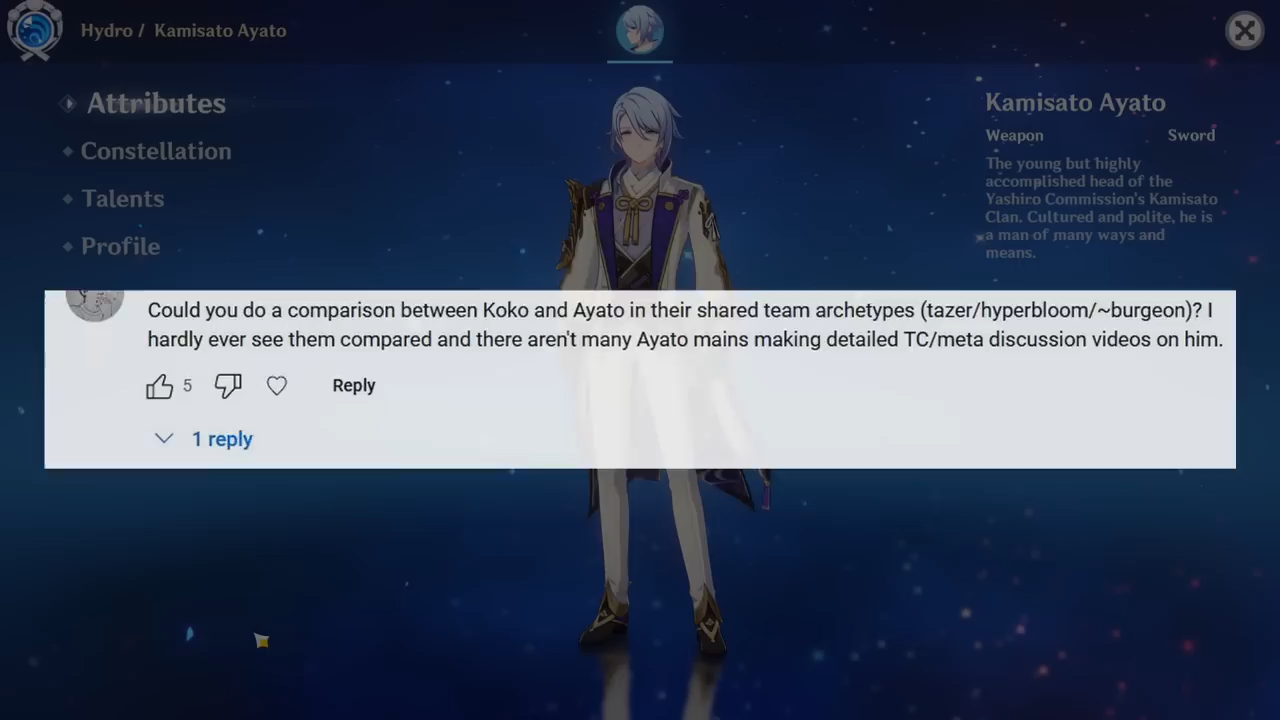 Hydro / Kamisato Ayato
Attributes
Constellation
Talents
Profile
Kamisato Ayato
Weapon Sword
The young but highly
accomplished head of the
Yashiro Commission's Kamisato
Clan. Cultured and polite, he is
a man of many ways and
means.
Could you do a comparison between Koko and Ayato in their shared team archetypes (tazer/hyperbloom/~burgeon)? I
hardly ever see them compared and there aren't many Ayato mains making detailed TC/meta discussion videos on him.
5 Reply
1 reply